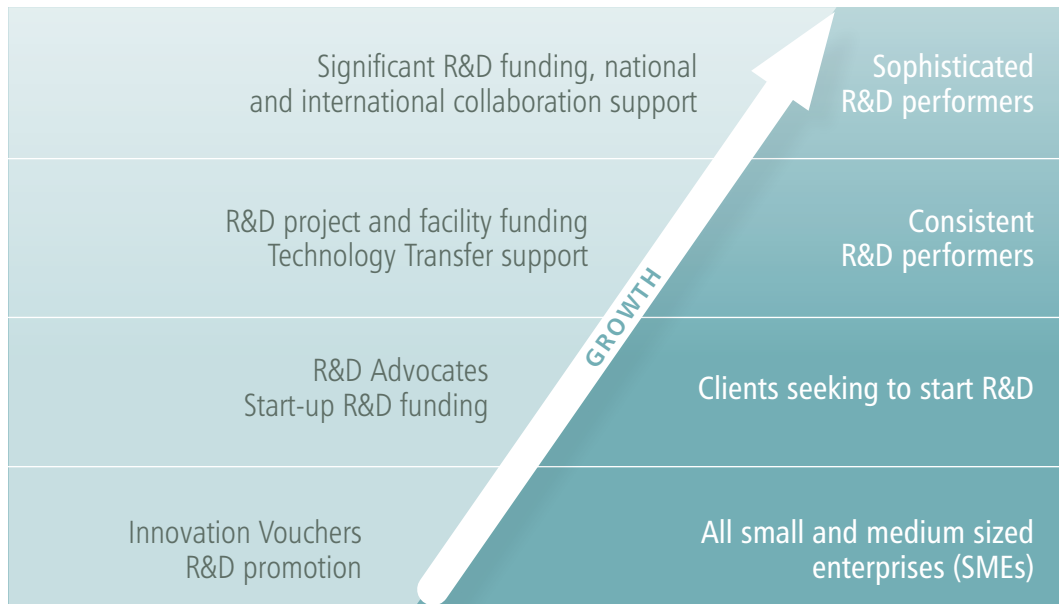 Significant R&D funding, national
and international collaboration support
Sophisticated
R&D performers
R&D project and facility funding
Technology Transfer support
Consistent
R&D performers
GROWTH
R&D Advocates
Start-up R&D funding
Clients seeking to start R&D
Innovation Vouchers
R&D promotion
All small and medium sized
enterprises (SMEs)